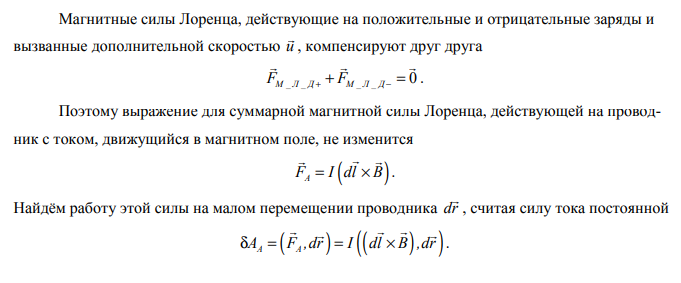 Магнитные силы Лоренца, действующие на положительные и отрицательные заряды и
вызванные дополнительной скоростью $\vec{u}$ , компенсируют друг друга
$\vec{F}_{М\_Л\_Д+} + \vec{F}_{М\_Л\_Д-} = \vec{0}$ .
Поэтому выражение для суммарной магнитной силы Лоренца, действующей на провод-
ник с током, движущийся в магнитном поле, не изменится
$\vec{F}_A = I\left(d\vec{l} \times \vec{B}\right)$.
Найдём работу этой силы на малом перемещении проводника $d\vec{r}$ , считая силу тока постоянной
$\delta A_A = \left(\vec{F}_A, d\vec{r}\right) = I\left(\left(d\vec{l} \times \vec{B}\right), d\vec{r}\right)$.